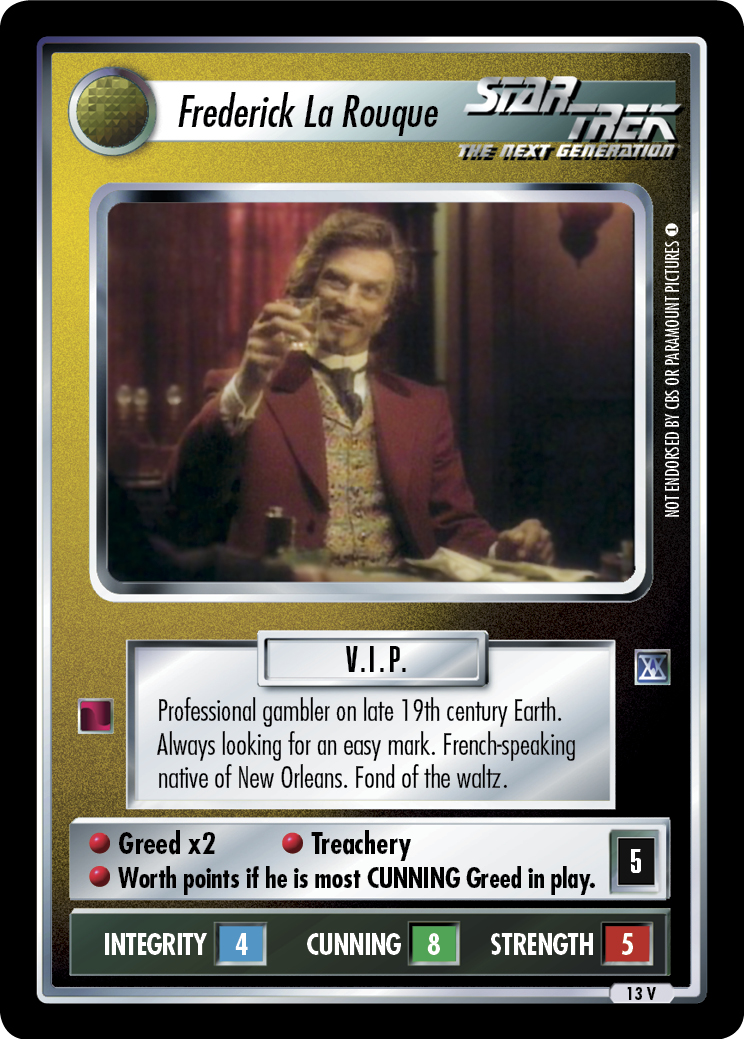 Frederick La Rouque
STAR TREK
THE NEXT GENERATION
NOT ENDORSED BY CBS OR PARAMOUNT PICTURES 1
V.I.P.
Professional gambler on late 19th century Earth.
Always looking for an easy mark. French-speaking
native of New Orleans. Fond of the waltz.
Greed x2 Treachery
Worth points if he is most CUNNING Greed in play.
5
INTEGRITY 4 CUNNING 8 STRENGTH 5
13 V